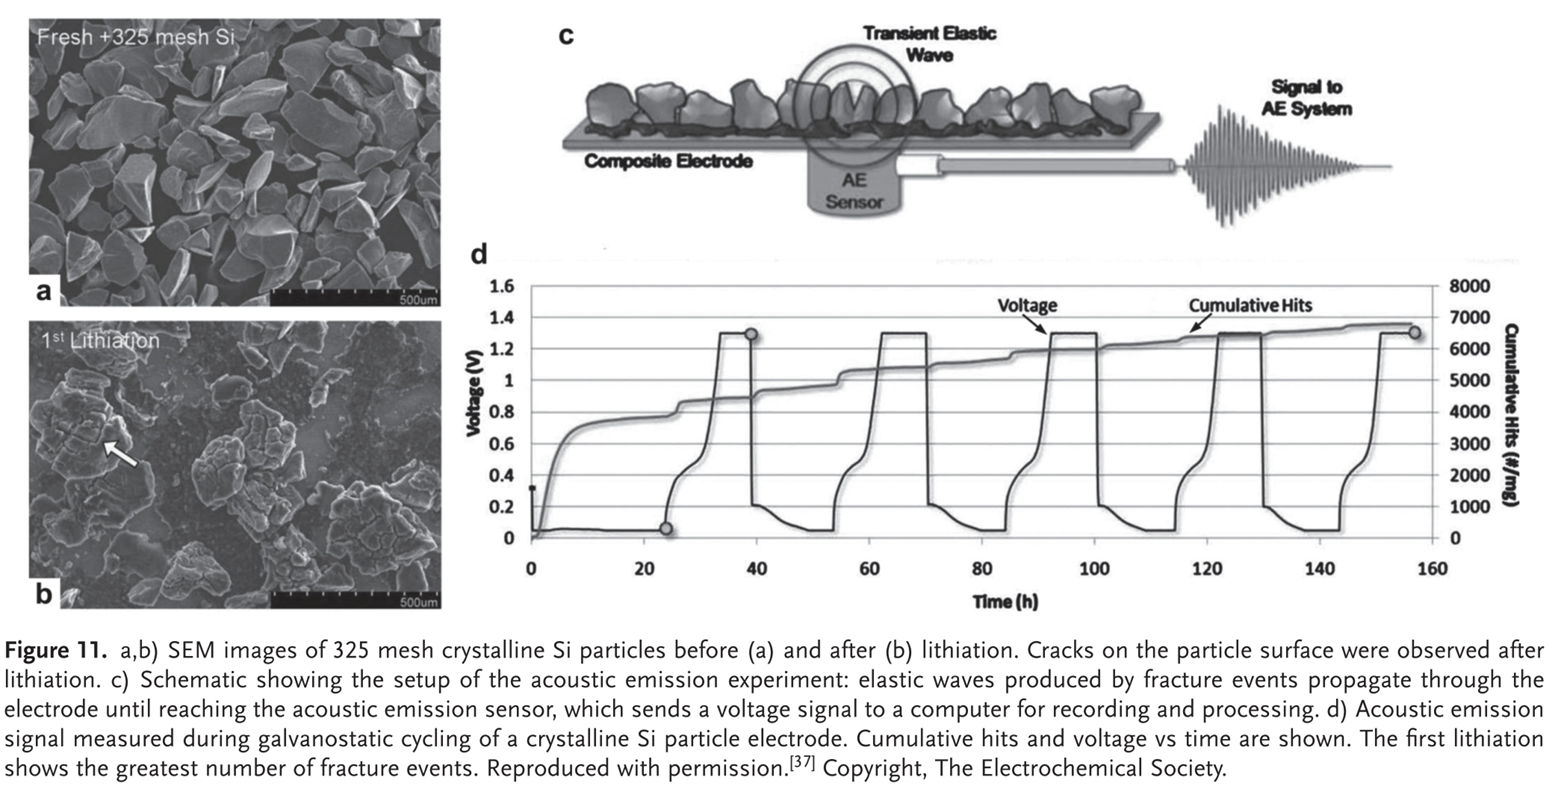 Fresh +325 mesh Si
a
500um
1st Lithiation
b
500um
c
Transient Elastic
Wave
Signal to
AE System
Composite Electrode
AE
Sensor
d
Voltage (V)
1.6
1.4
1.2
1
0.8
0.6
0.4
0.2
0
Voltage
Cumulative Hits
8000
7000
6000
5000
4000
3000
2000
1000
0
Cumulative Hits (#/mg)
0 20 40 60 80 100 120 140 160
Time (h)
Figure 11. a,b) SEM images of 325 mesh crystalline Si particles before (a) and after (b) lithiation. Cracks on the particle surface were observed after
lithiation. c) Schematic showing the setup of the acoustic emission experiment: elastic waves produced by fracture events propagate through the
electrode until reaching the acoustic emission sensor, which sends a voltage signal to a computer for recording and processing. d) Acoustic emission
signal measured during galvanostatic cycling of a crystalline Si particle electrode. Cumulative hits and voltage vs time are shown. The first lithiation
shows the greatest number of fracture events. Reproduced with permission.[37] Copyright, The Electrochemical Society.